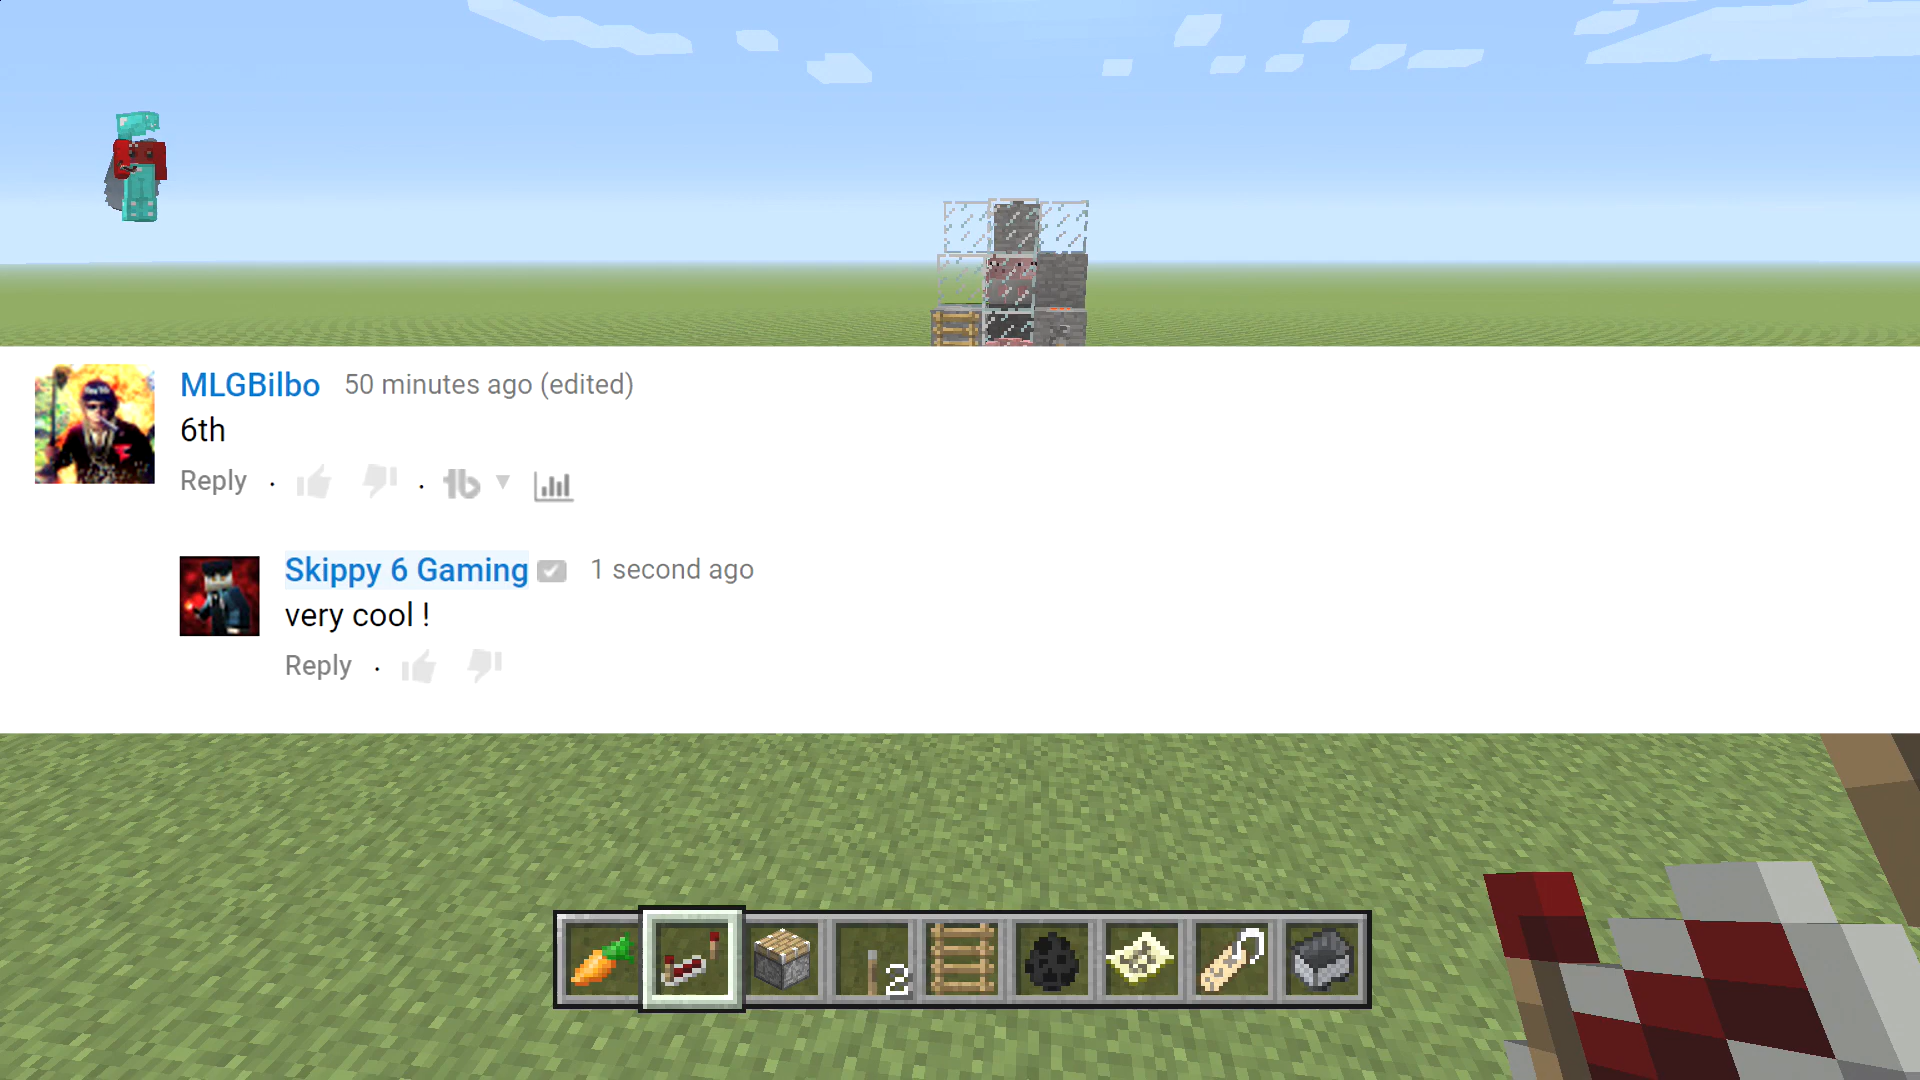 MLGBilbo 50 minutes ago (edited)
6th
Reply
Skippy 6 Gaming 1 second ago
very cool !
Reply
2